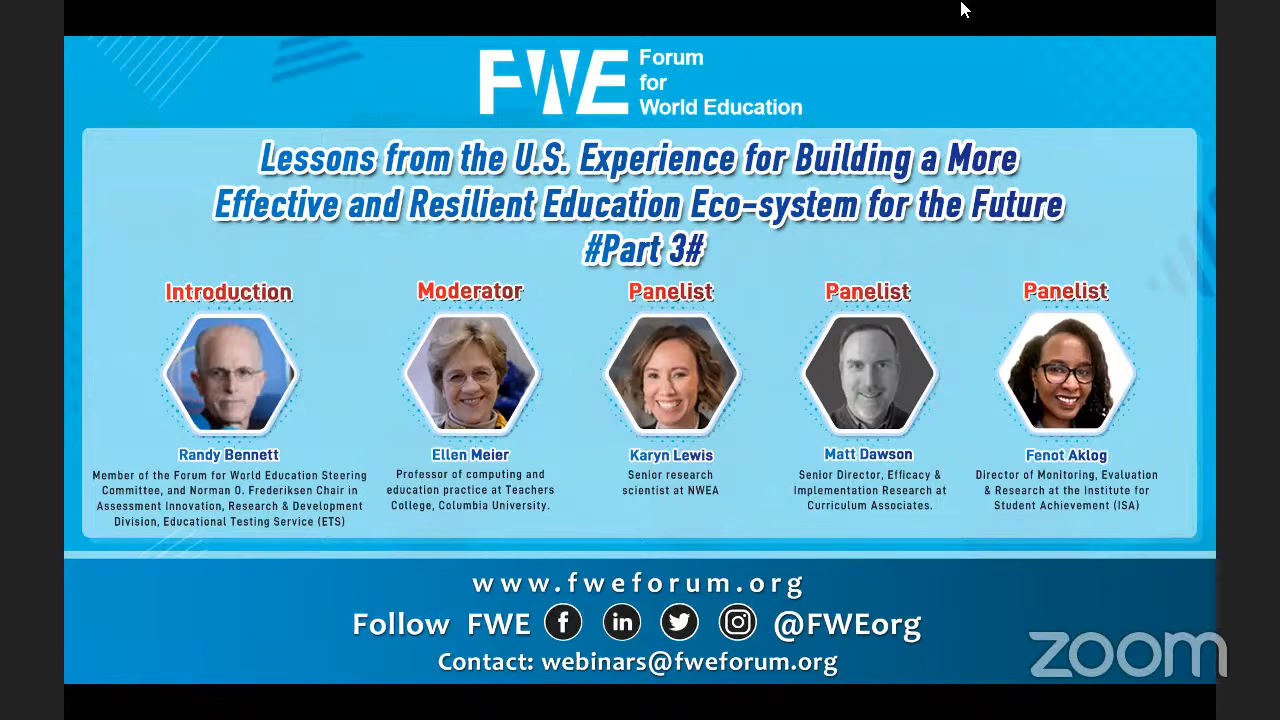 FWE
Forum
for
World Education
Lessons from the U.S. Experience for Building a More
Effective and Resilient Education Eco-system for the Future
#Part 3#
Introduction
Randy Bennett
Member of the Forum for World Education Steering
Committee, and Norman O. Frederiksen Chair in
Assessment Innovation, Research & Development
Division, Educational Testing Service (ETS)
Moderator
Ellen Meier
Professor of computing and
education practice at Teachers
College, Columbia University.
Panelist
Karyn Lewis
Senior research
scientist at NWEA
Panelist
Matt Dawson
Senior Director, Efficacy &
Implementation Research at
Curriculum Associates.
Panelist
Fenot Aklog
Director of Monitoring, Evaluation
& Research at the Institute for
Student Achievement (ISA)
www.fweforum.org
Follow FWE f in @FWEorg
Contact: webinars@fweforum.org
zoom